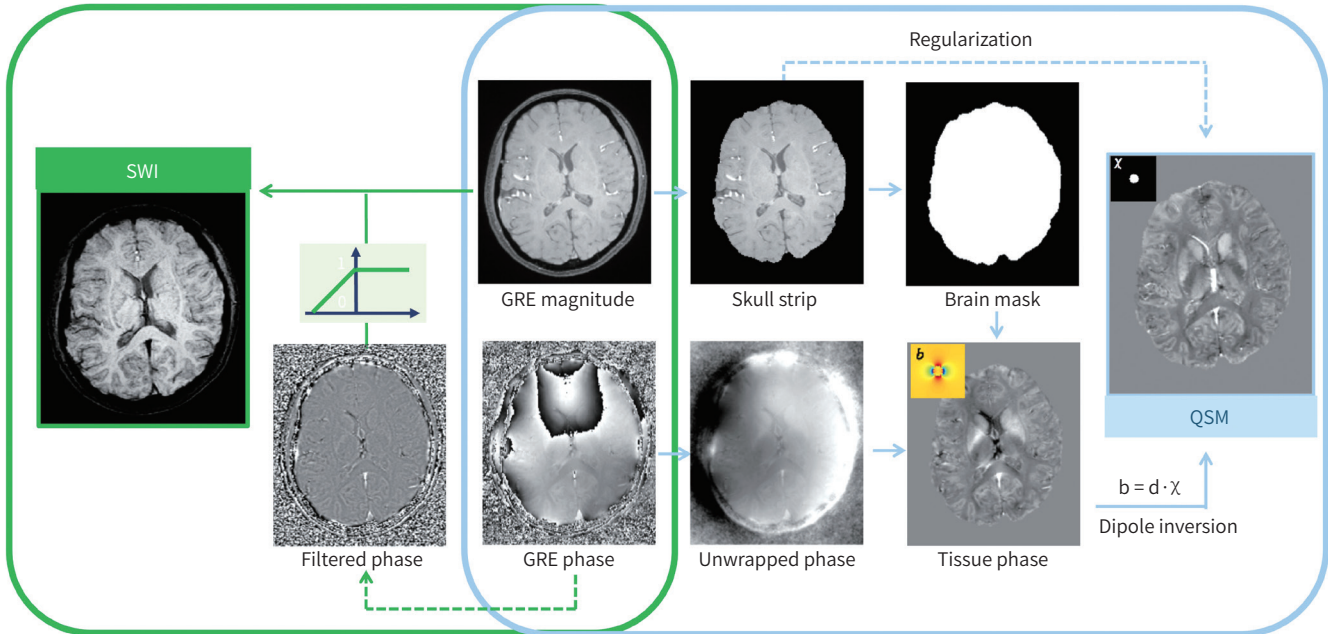 Regularization
SWI
χ
1
0
GRE magnitude
Skull strip
Brain mask
b
QSM
b = d · χ
Dipole inversion
Filtered phase
GRE phase
Unwrapped phase
Tissue phase